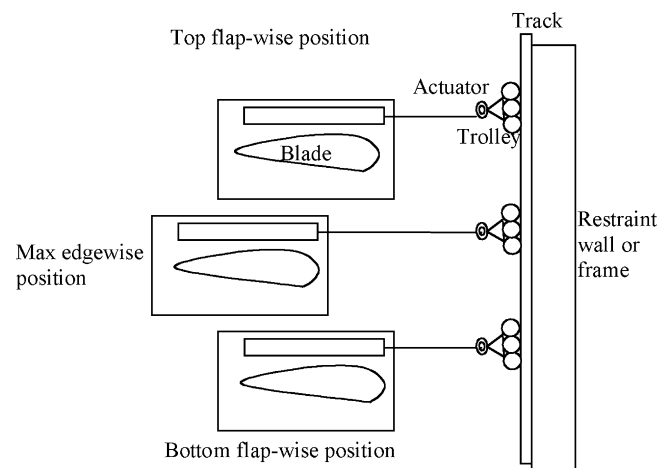 Track
Top flap-wise position
Actuator
Trolley
Blade
Max edgewise
position
Restraint
wall or
frame
Bottom flap-wise position